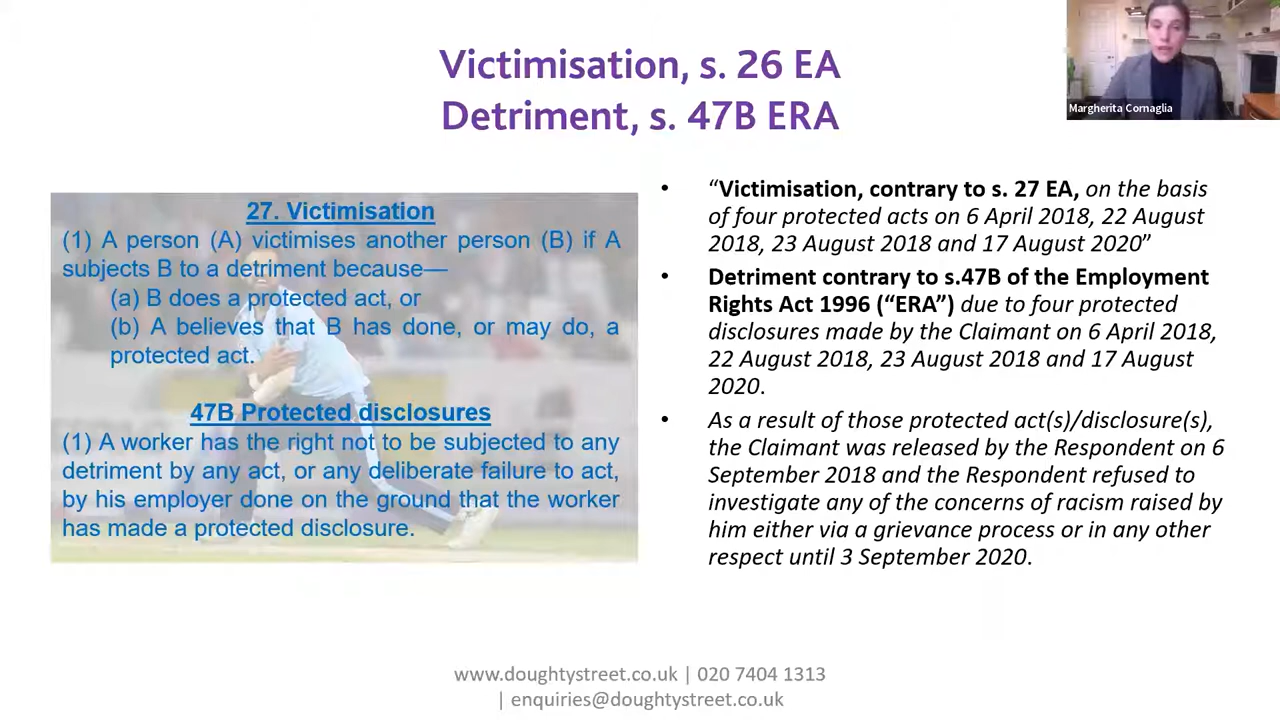 Victimisation, s. 26 EA
Detriment, s. 47B ERA
Margherita Cornaglia
27. Victimisation
(1) A person (A) victimises another person (B) if A
subjects B to a detriment because—
(a) B does a protected act, or
(b) A believes that B has done, or may do, a
protected act.
47B Protected disclosures
(1) A worker has the right not to be subjected to any
detriment by any act, or any deliberate failure to act,
by his employer done on the ground that the worker
has made a protected disclosure.
• “Victimisation, contrary to s. 27 EA, on the basis
of four protected acts on 6 April 2018, 22 August
2018, 23 August 2018 and 17 August 2020”
• Detriment contrary to s.47B of the Employment
Rights Act 1996 (“ERA”) due to four protected
disclosures made by the Claimant on 6 April 2018,
22 August 2018, 23 August 2018 and 17 August
2020.
• As a result of those protected act(s)/disclosure(s),
the Claimant was released by the Respondent on 6
September 2018 and the Respondent refused to
investigate any of the concerns of racism raised by
him either via a grievance process or in any other
respect until 3 September 2020.
www.doughtystreet.co.uk | 020 7404 1313
| enquiries@doughtystreet.co.uk